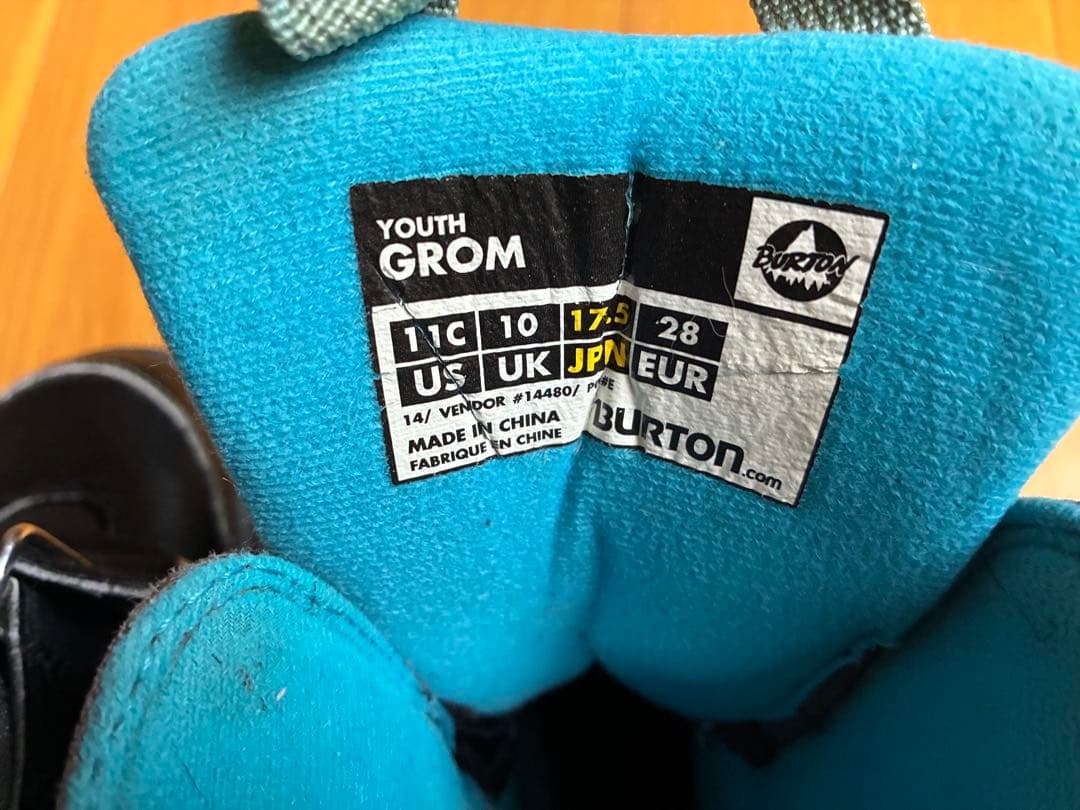 YOUTH
GROM
BURTON
11C 10 17.5 28
US UK JPN EUR
14/ VENDOR #14480/
MADE IN CHINA
FABRIQUE EN CHINE
BURTON.com